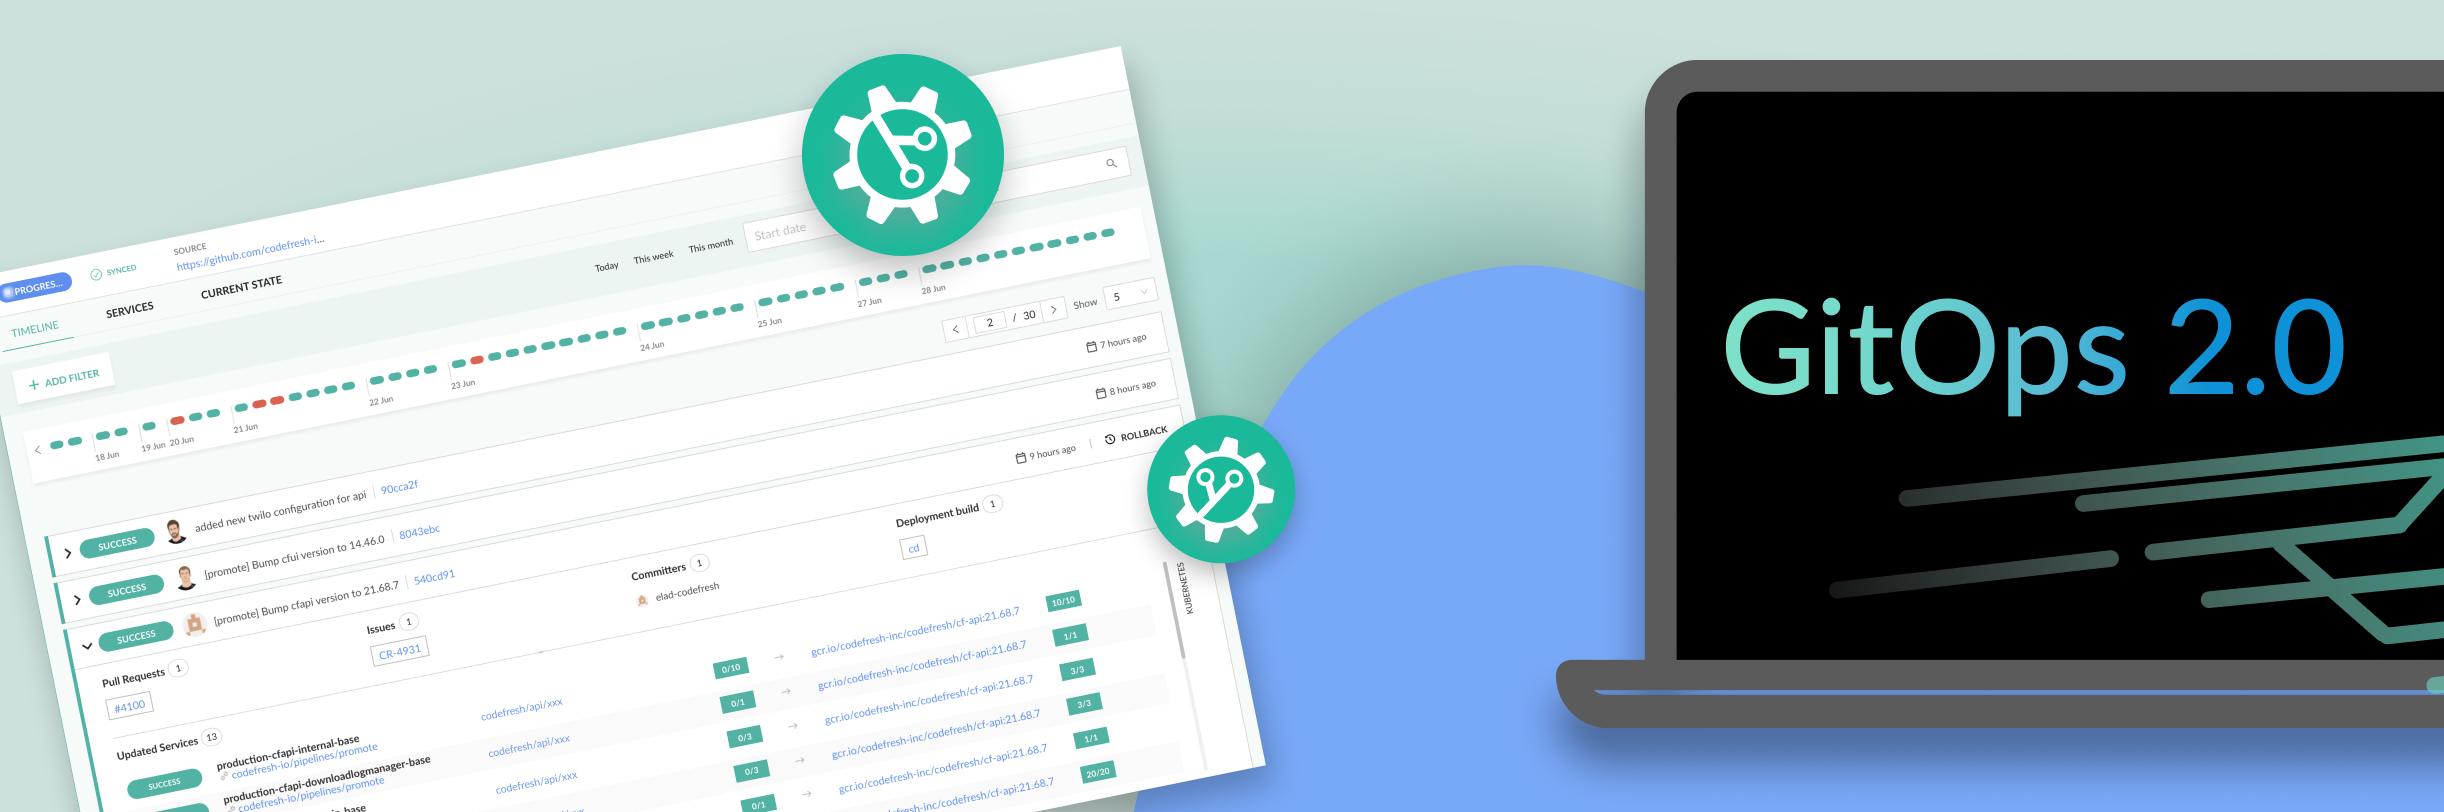 SOURCE
https://github.com/codefresh-i...
PROGRES...
SYNCED
TIMELINE
SERVICES
CURRENT STATE
Today
This week
This month
Start date
ADD FILTER
18 Jun
19 Jun
20 Jun
21 Jun
22 Jun
23 Jun
24 Jun
25 Jun
27 Jun
28 Jun
2 / 30
Show
5
SUCCESS
added new twilo configuration for api | 90cca2f
7 hours ago
SUCCESS
[promote] Bump cfui version to 14.46.0 | 8043ebc
8 hours ago
SUCCESS
[promote] Bump cfapi version to 21.68.7 | 540cd91
9 hours ago | ROLLBACK
Pull Requests 1
#4100
Issues 1
CR-4931
Committers 1
elad-codefresh
Deployment build 1
cd
KUBERNETES
Updated Services 13
SUCCESS
production-cfapi-internal-base
codefresh-io/pipelines/promote
codefresh/api/xxx
0/10
gcr.io/codefresh-inc/codefresh/cf-api:21.68.7
10/10
production-cfapi-downloadlogmanager-base
codefresh-io/pipelines/promote
codefresh/api/xxx
0/1
gcr.io/codefresh-inc/codefresh/cf-api:21.68.7
1/1
codefresh/api/xxx
0/3
gcr.io/codefresh-inc/codefresh/cf-api:21.68.7
3/3
0/3
gcr.io/codefresh-inc/codefresh/cf-api:21.68.7
3/3
0/1
gcr.io/codefresh-inc/codefresh/cf-api:21.68.7
1/1
codefresh-inc/codefresh/cf-api:21.68.7
20/20
GitOps 2.0